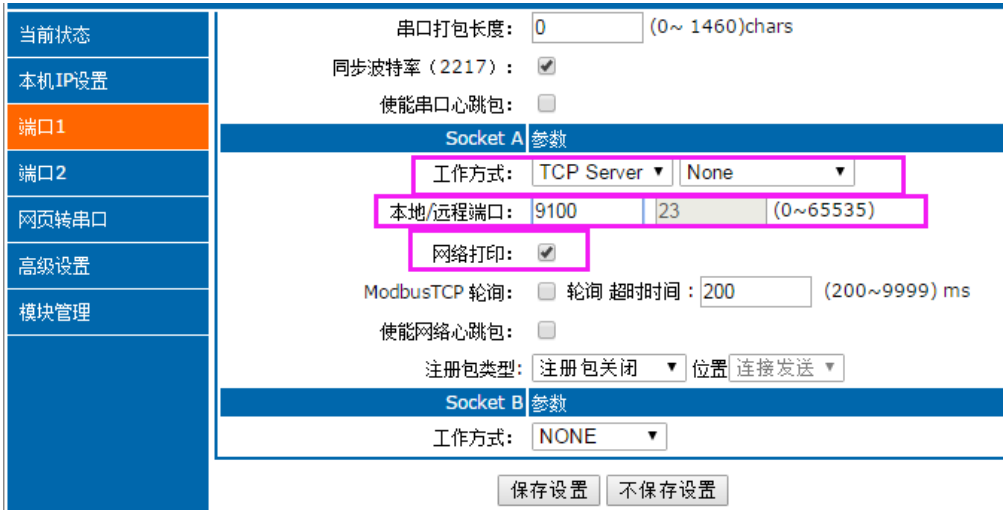 当前状态
本机IP设置
端口1
端口2
网页转串口
高级设置
模块管理
串口打包长度: 0 (0~ 1460)chars
同步波特率（2217）:
使能串口心跳包:
Socket A 参数
工作方式: TCP Server None
本地/远程端口: 9100 23 (0~65535)
网络打印:
ModbusTCP 轮询: 轮询 超时时间：200 (200~9999) ms
使能网络心跳包:
注册包类型: 注册包关闭 位置 连接发送
Socket B 参数
工作方式: NONE
保存设置 不保存设置